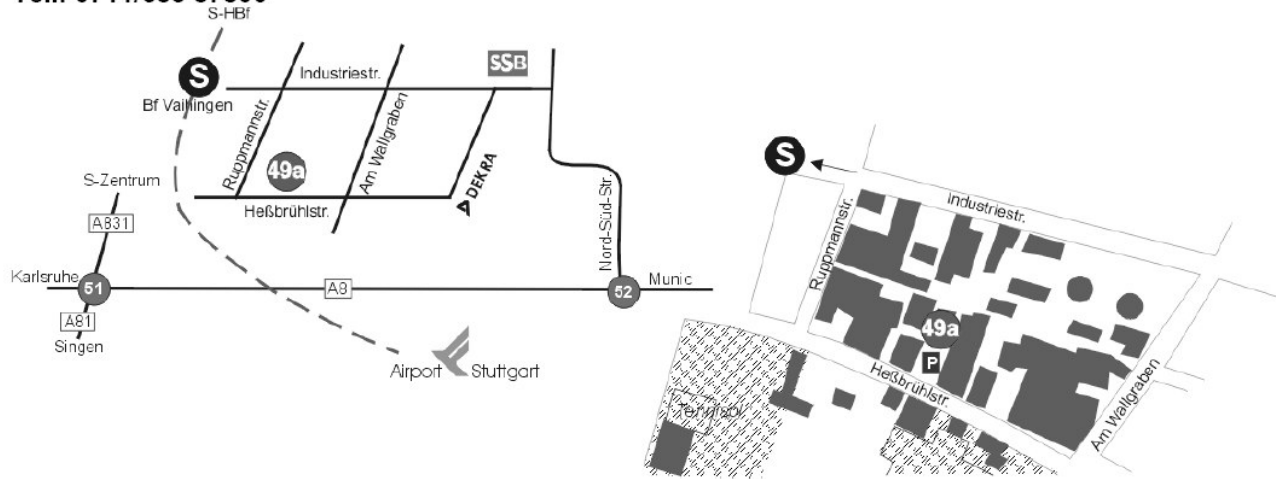 S-HBf
SSB
Industriestr.
S
Bf Vaihingen
Ruppmannstr.
Am Wallgraben
49a
DEKRA
S-Zentrum
Heßbrühlstr.
A831
Nord-Süd-Str.
Karlsruhe
51
A8
52
Munic
A81
Singen
Airport
Stuttgart
S
Industriestr.
Ruppmannstr.
49a
P
Heßbrühlstr.
Am Wallgraben